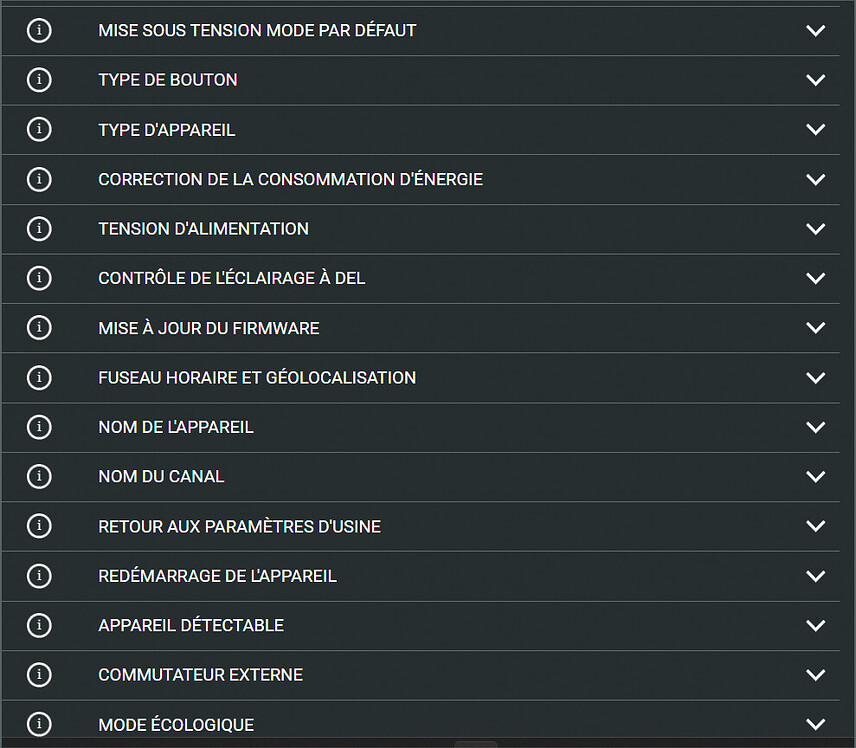 MISE SOUS TENSION MODE PAR DÉFAUT
TYPE DE BOUTON
TYPE D'APPAREIL
CORRECTION DE LA CONSOMMATION D'ÉNERGIE
TENSION D'ALIMENTATION
CONTRÔLE DE L'ÉCLAIRAGE À DEL
MISE À JOUR DU FIRMWARE
FUSEAU HORAIRE ET GÉOLOCALISATION
NOM DE L'APPAREIL
NOM DU CANAL
RETOUR AUX PARAMÈTRES D'USINE
REDÉMARRAGE DE L'APPAREIL
APPAREIL DÉTECTABLE
COMMUTATEUR EXTERNE
MODE ÉCOLOGIQUE